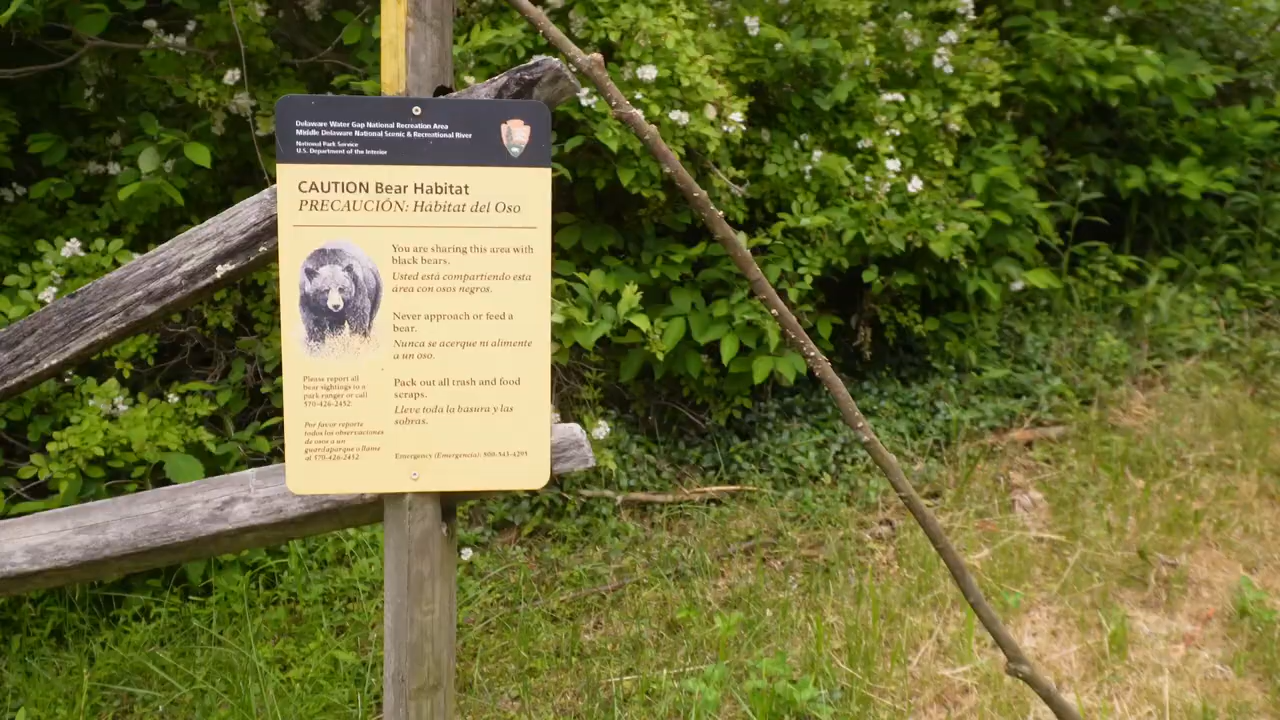 Delaware Water Gap National Recreation Area
Middle Delaware National Scenic & Recreational River
National Park Service
U.S. Department of the Interior
CAUTION Bear Habitat
PRECAUCIÓN: Hábitat del Oso
You are sharing this area with
black bears.
Usted está compartiendo esta
área con osos negros.
Never approach or feed a
bear.
Nunca se acerque ni alimente
a un oso.
Pack out all trash and food
scraps.
Lleve toda la basura y las
sobras.
Please report all
bear sightings to a
park ranger or call
570-426-2452.
Por favor reporte
todos los observaciones
de osos a un
guardaparque o llame
al 570-426-2452.
Emergency (Emergencia):